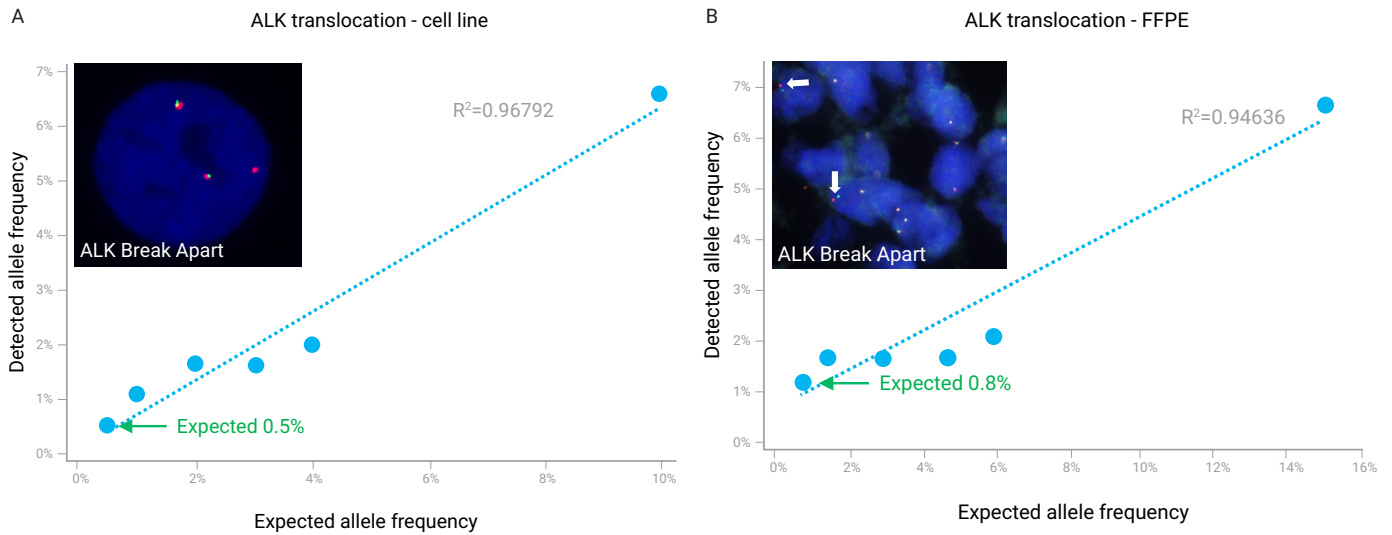 A
ALK translocation - cell line
7%
6%
5%
4%
3%
2%
1%
0%
Detected allele frequency
ALK Break Apart
R²=0.96792
Expected 0.5%
0%
2%
4%
6%
8%
10%
Expected allele frequency
B
ALK translocation - FFPE
7%
6%
5%
4%
3%
2%
1%
0%
Detected allele frequency
ALK Break Apart
R²=0.94636
Expected 0.8%
0%
2%
4%
6%
8%
10%
12%
14%
16%
Expected allele frequency